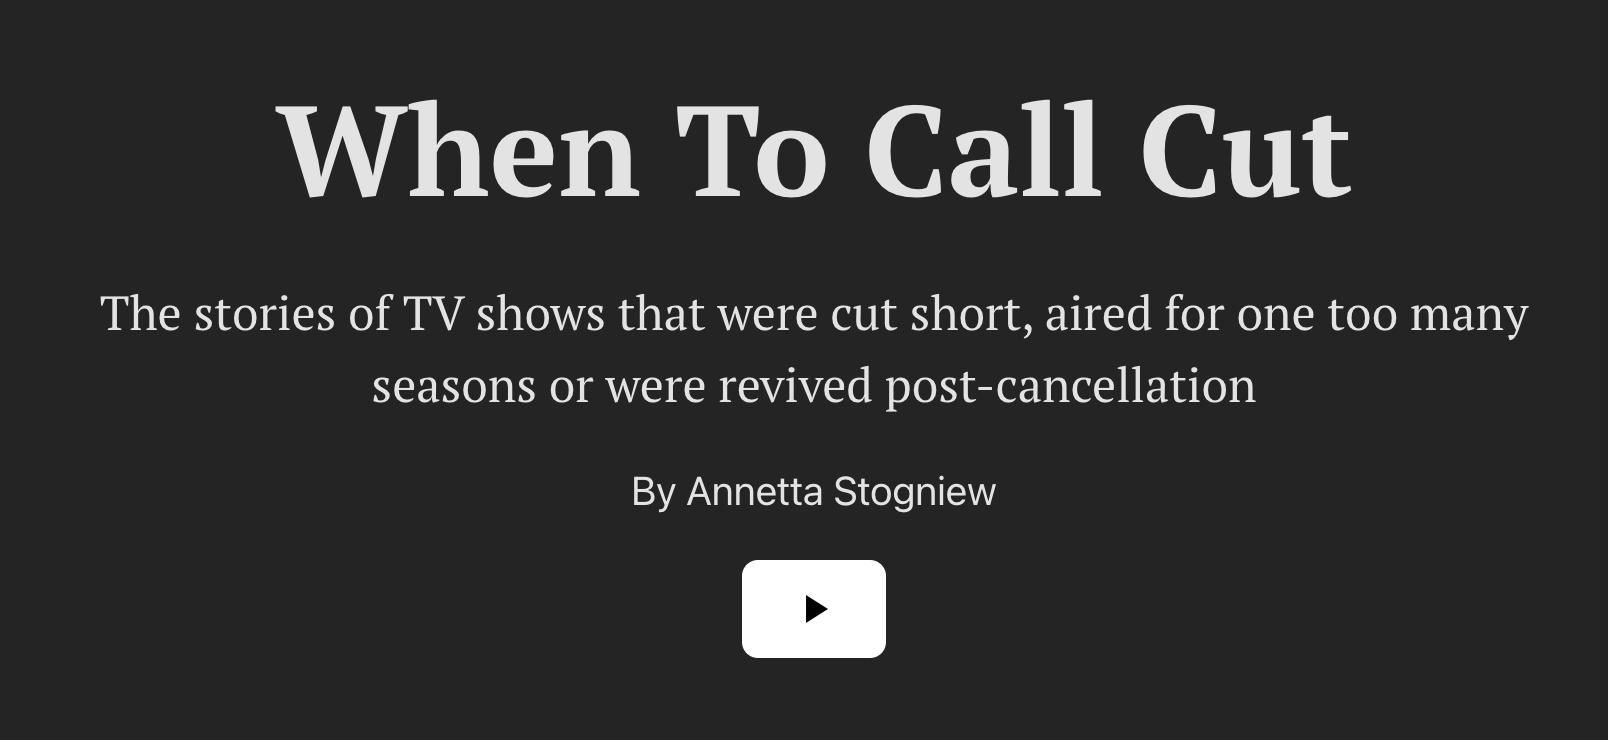 When To Call Cut
The stories of TV shows that were cut short, aired for one too many
seasons or were revived post-cancellation
By Annetta Stogniew